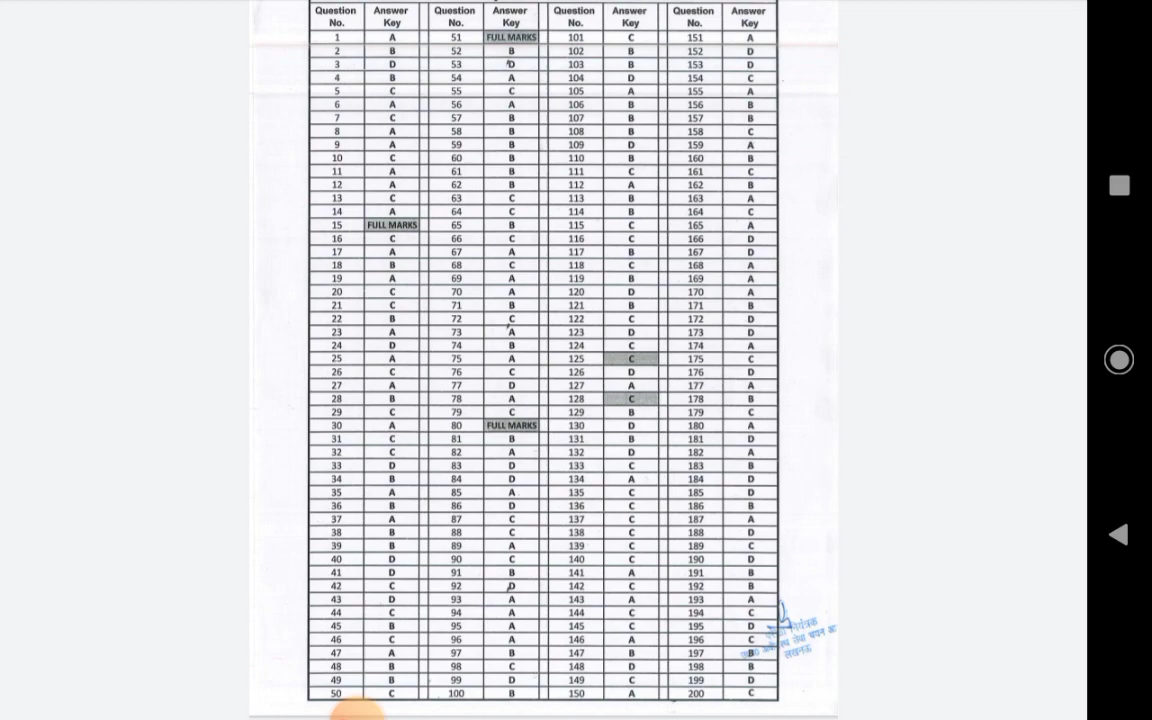 Question Answer Question Answer Question Answer Question Answer
No. Key No. Key No. Key No. Key
1 A 51 FULL MARKS 101 C 151 A
2 B 52 B 102 B 152 D
3 D 53 D 103 B 153 D
4 B 54 A 104 D 154 C
5 C 55 C 105 A 155 A
6 A 56 A 106 B 156 B
7 C 57 B 107 B 157 B
8 A 58 B 108 B 158 C
9 A 59 B 109 D 159 A
10 C 60 B 110 B 160 B
11 A 61 B 111 C 161 C
12 A 62 B 112 A 162 B
13 C 63 C 113 B 163 A
14 A 64 C 114 B 164 C
15 FULL MARKS 65 B 115 C 165 A
16 C 66 C 116 C 166 D
17 A 67 A 117 B 167 D
18 B 68 C 118 C 168 A
19 A 69 A 119 B 169 A
20 C 70 A 120 D 170 A
21 C 71 B 121 B 171 B
22 B 72 C 122 C 172 D
23 A 73 A 123 D 173 D
24 D 74 B 124 C 174 A
25 A 75 A 125 C 175 C
26 C 76 C 126 D 176 D
27 A 77 D 127 A 177 A
28 B 78 A 128 C 178 B
29 C 79 C 129 B 179 C
30 A 80 FULL MARKS 130 D 180 A
31 C 81 B 131 B 181 D
32 C 82 A 132 D 182 A
33 D 83 D 133 C 183 B
34 B 84 D 134 A 184 D
35 A 85 A 135 C 185 D
36 B 86 D 136 C 186 B
37 A 87 C 137 C 187 A
38 B 88 C 138 C 188 D
39 B 89 A 139 C 189 C
40 D 90 C 140 C 190 D
41 D 91 B 141 A 191 B
42 C 92 D 142 C 192 B
43 D 93 A 143 A 193 A
44 C 94 A 144 C 194 C
45 B 95 A 145 C 195 D
46 C 96 A 146 A 196 C
47 A 97 B 147 B 197 B
48 B 98 C 148 D 198 B
49 B 99 D 149 C 199 D
50 C 100 B 150 A 200 C
नियंत्रक
सेवा चयन
लखनऊ